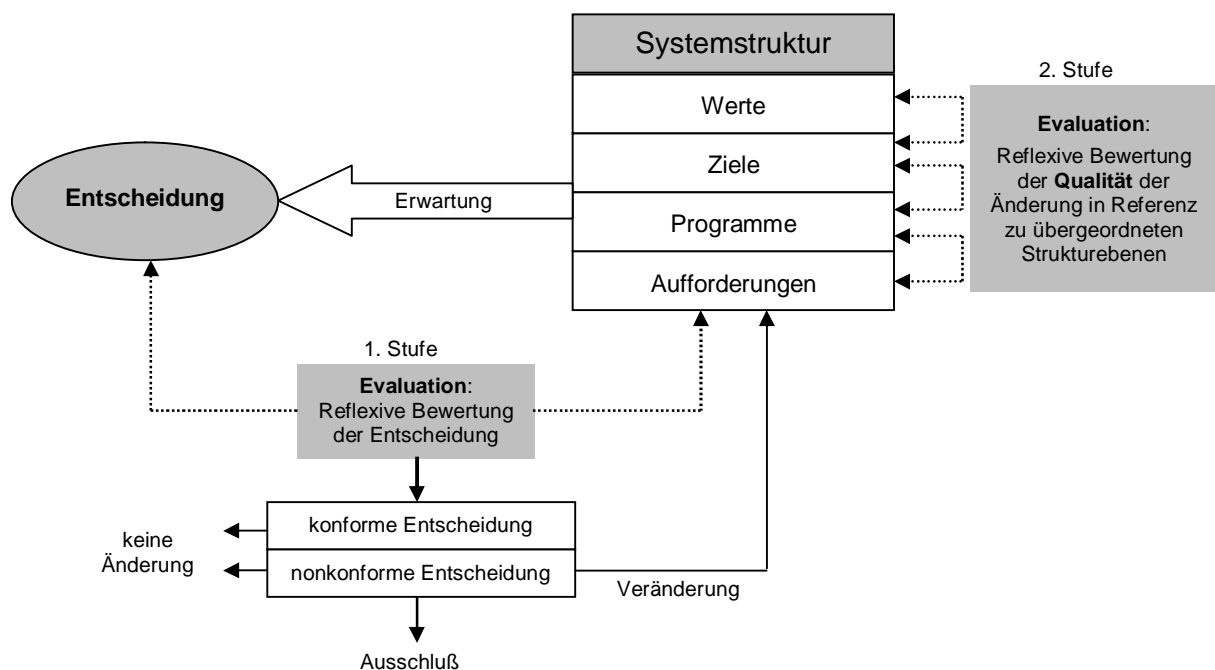 Systemstruktur
Werte
Ziele
Programme
Aufforderungen
2. Stufe
Evaluation:
Reflexive Bewertung
der Qualität der
Änderung in Referenz
zu übergeordneten
Strukturebenen
Entscheidung
Erwartung
1. Stufe
Evaluation:
Reflexive Bewertung
der Entscheidung
konforme Entscheidung
nonkonforme Entscheidung
keine
Änderung
Veränderung
Ausschluß